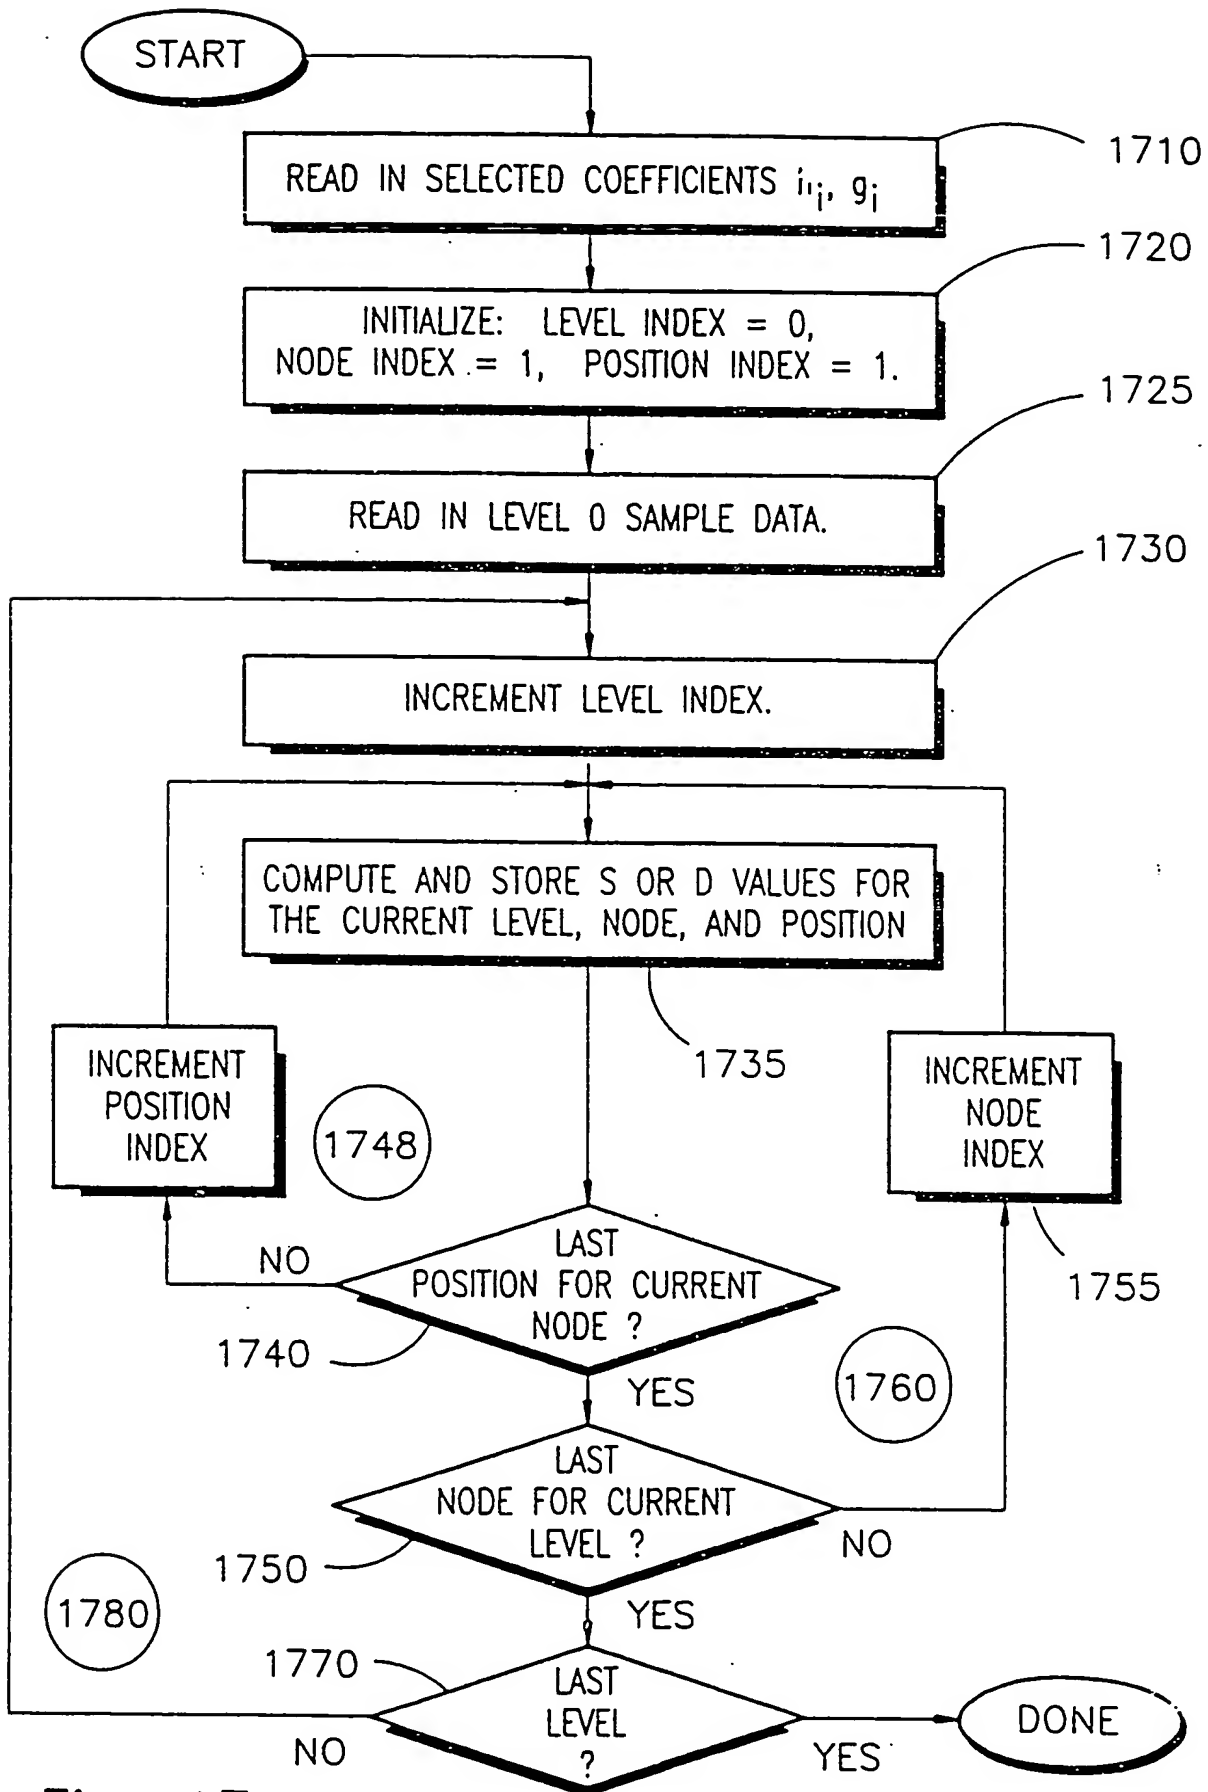 START
READ IN SELECTED COEFFICIENTS
1710
1720
INITIALIZE: LEVEL INDEX = 0,
NODE INDEX = 1, POSITION INDEX = 1.
1725
READ IN LEVEL 0 SAMPLE DATA.
1730
INCREMENT LEVEL INDEX.
COMPUTE AND STORE S OR D VALUES FOR
THE CURRENT LEVEL, NODE, AND POSITION
1735
INCREMENT
POSITION
INDEX
1748
INCREMENT
NODE
INDEX
1755
NO
LAST
POSITION FOR CURRENT
NODE ?
1740
YES
1760
LAST
NODE FOR CURRENT
LEVEL ?
1750
NO
YES
1780
1770
LAST
LEVEL
?
NO
YES
DONE